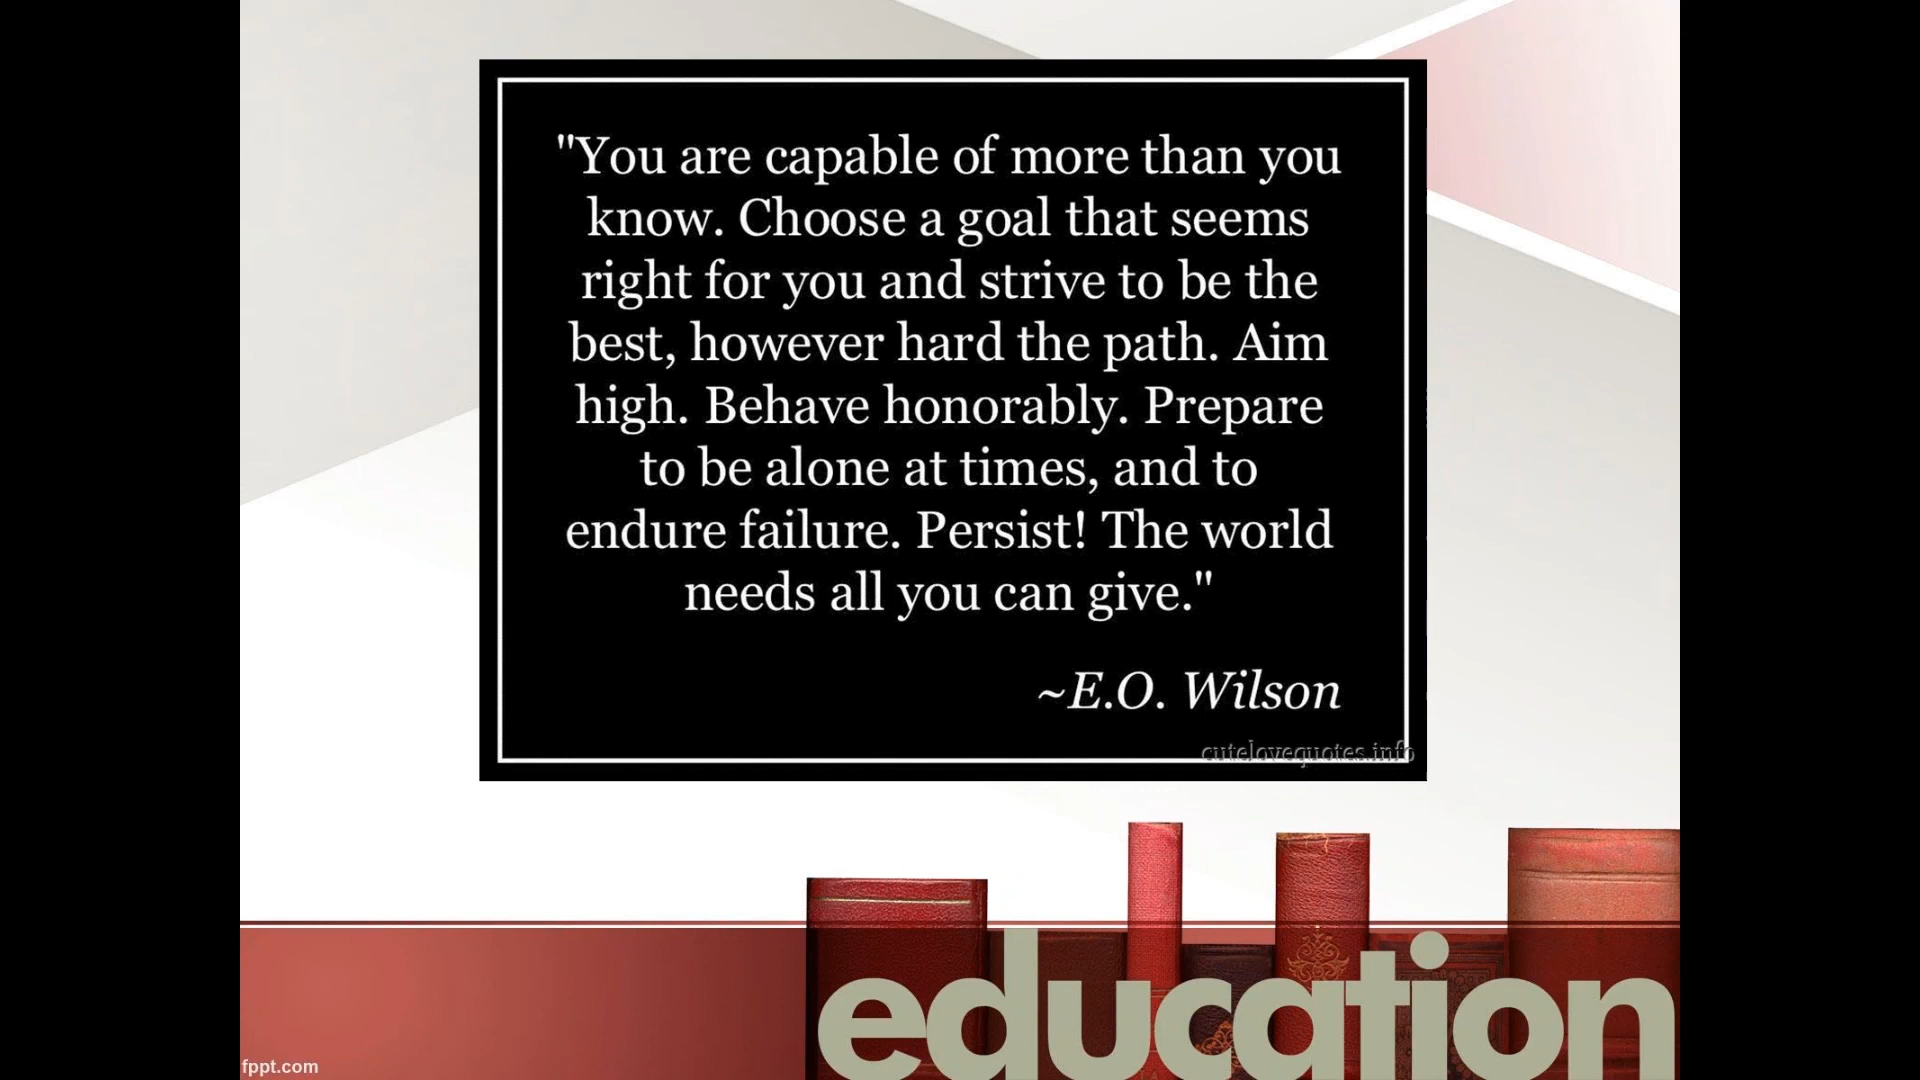 "You are capable of more than you
know. Choose a goal that seems
right for you and strive to be the
best, however hard the path. Aim
high. Behave honorably. Prepare
to be alone at times, and to
endure failure. Persist! The world
needs all you can give."
~E.O. Wilson
cutelovequotes.info
education
fppt.com